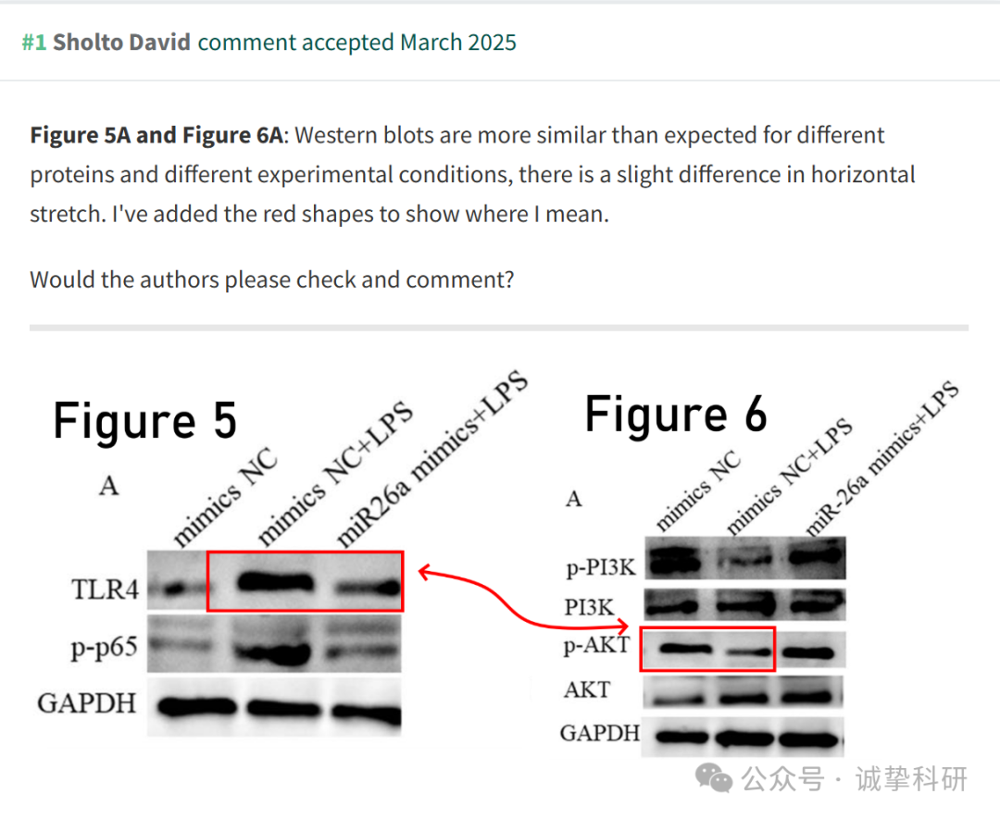 #1 Sholto David comment accepted March 2025
Figure 5A and Figure 6A: Western blots are more similar than expected for different
proteins and different experimental conditions, there is a slight difference in horizontal
stretch. I've added the red shapes to show where I mean.
Would the authors please check and comment?
Figure 5
A
mimics NC
mimics NC+LPS
miR26a mimics+LPS
TLR4
p-p65
GAPDH
Figure 6
A
mimics NC
mimics NC+LPS
miR-26a mimics+LPS
p-PI3K
PI3K
p-AKT
AKT
GAPDH
公众号 · 诚挚科研